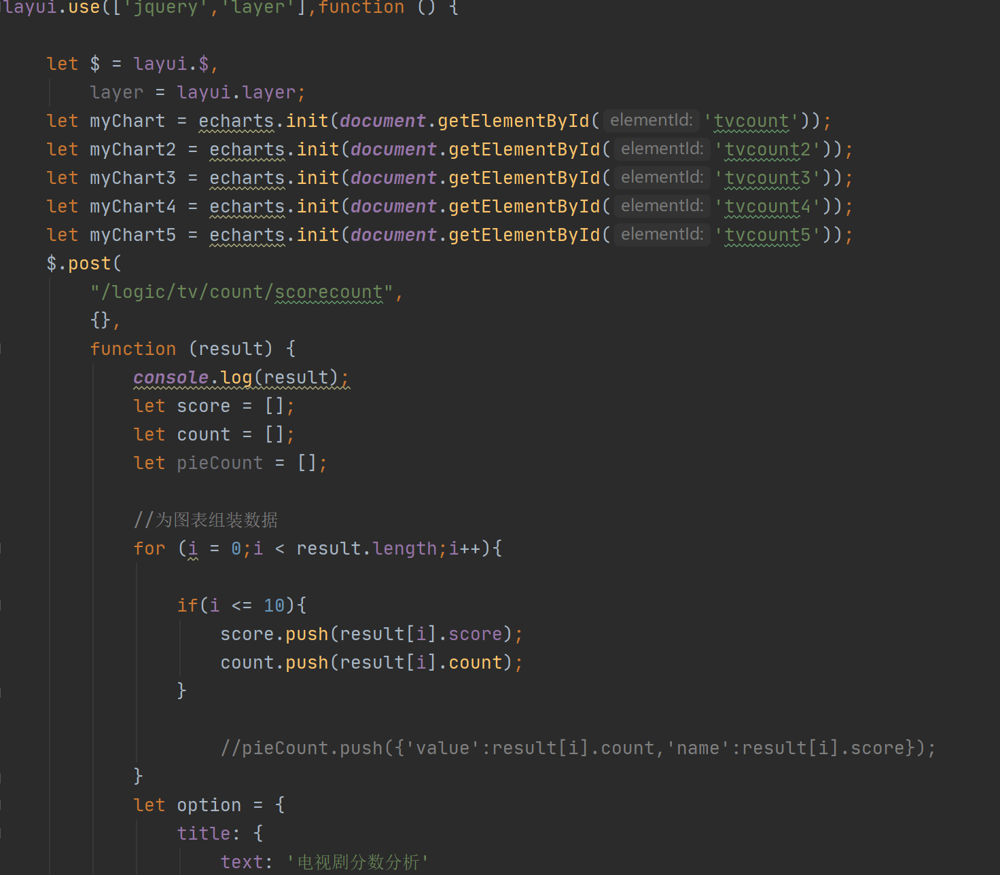 layui.use(['jquery','layer'],function () {
let $ = layui.$,
layer = layui.layer;
let myChart = echarts.init(document.getElementById( elementId: 'tvcount'));
let myChart2 = echarts.init(document.getElementById( elementId: 'tvcount2'));
let myChart3 = echarts.init(document.getElementById( elementId: 'tvcount3'));
let myChart4 = echarts.init(document.getElementById( elementId: 'tvcount4'));
let myChart5 = echarts.init(document.getElementById( elementId: 'tvcount5'));
$.post(
"/logic/tv/count/scorecount",
{},
function (result) {
console.log(result);
let score = [];
let count = [];
let pieCount = [];
//为图表组装数据
for (i = 0;i < result.length;i++){
if(i <= 10){
score.push(result[i].score);
count.push(result[i].count);
}
//pieCount.push({'value':result[i].count,'name':result[i].score});
}
let option = {
title: {
text: '电视剧分数分析'